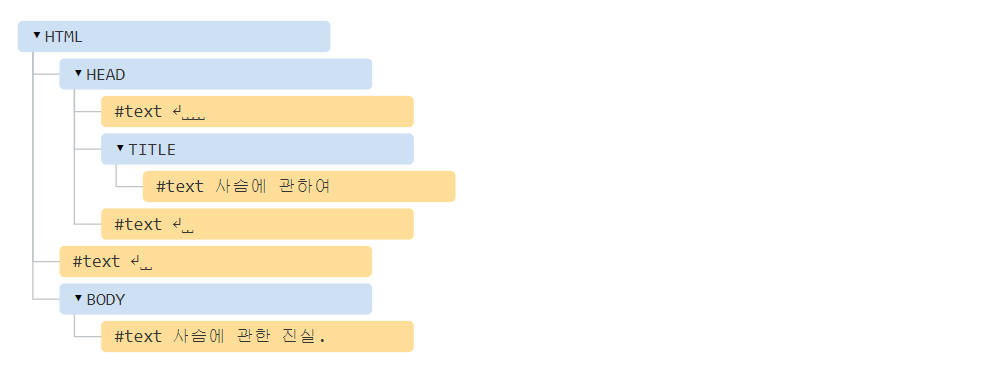 ▾ HTML
▾ HEAD
#text ↵␣␣␣␣
▾ TITLE
#text 사슴에 관하여
#text ↵␣␣
#text ↵␣␣
▾ BODY
#text 사슴에 관한 진실.